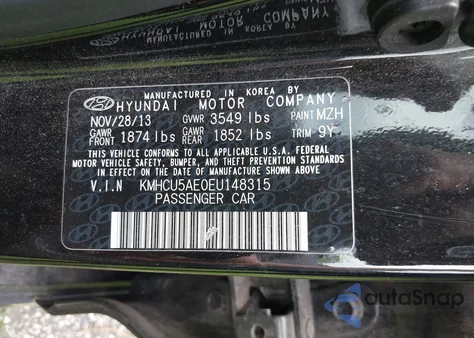 MANUFACTURED IN KOREA BY
HYUNDAI MOTOR COMPANY
NOV/28/13 GVWR 3549 lbs PAINT MZH
GAWR FRONT 1874 lbs GAWR REAR 1852 lbs TRIM 9Y
THIS VEHICLE CONFORMS TO ALL APPLICABLE U.S.A. FEDERAL
MOTOR VEHICLE SAFETY, BUMPER, AND THEFT PREVENTION
STANDARDS IN EFFECT ON THE DATE OF MANUFACTURE SHOWN ABOVE.
V.I.N KMHCU5AE0EU148315
PASSENGER CAR
autoSnap